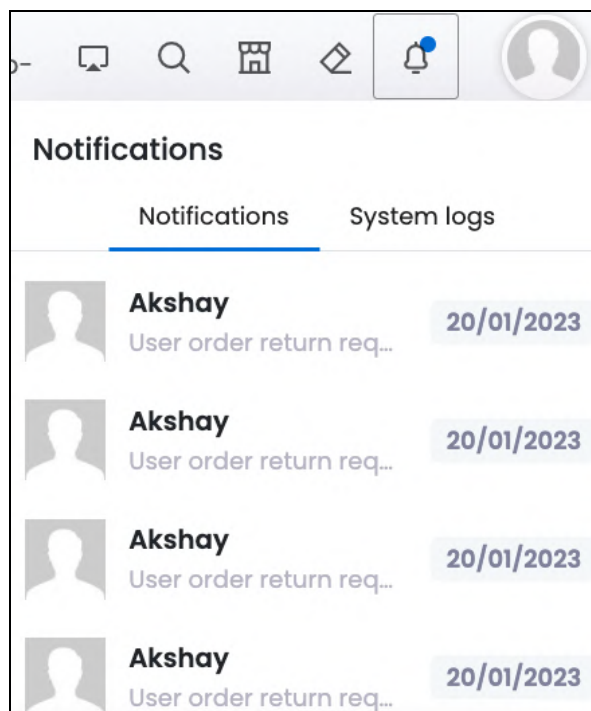 Notifications
Notifications System logs
Akshay
20/01/2023
User order return req...
Akshay
20/01/2023
User order return req...
Akshay
20/01/2023
User order return req...
Akshay
20/01/2023
User order return req...